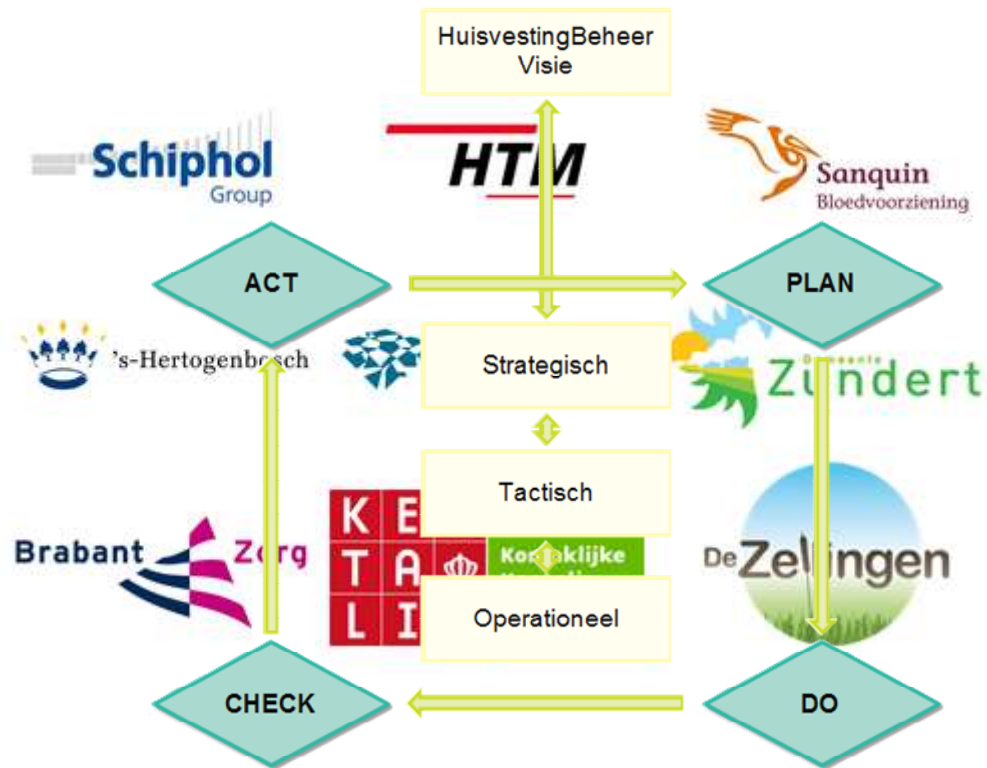 HuisvestingBeheer
Visie
Schiphol
Group
HTM
Sanquin
Bloedvoorziening
ACT
PLAN
's-Hertogenbosch
Strategisch
Gemeente
Zundert
Tactisch
Brabant Zorg
K E
T A
L I
De Zellingen
Operationeel
CHECK
DO